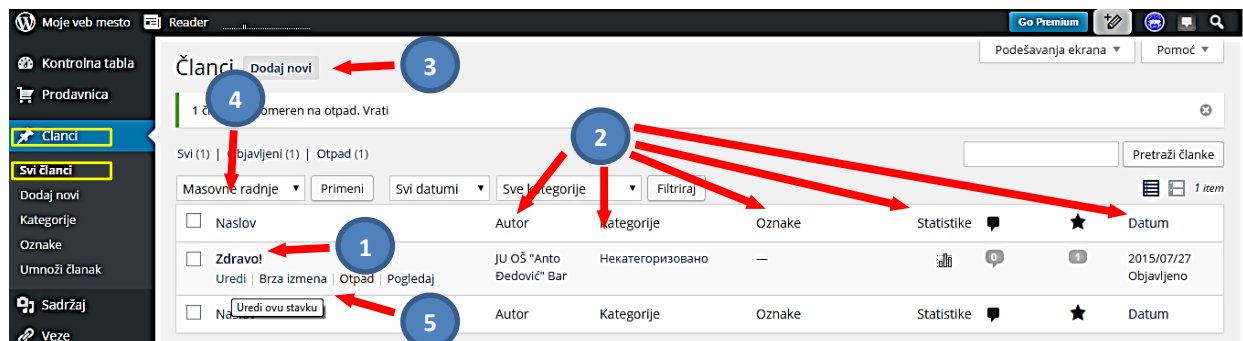 Moje veb mesto Reader Go Premium
Kontrolna tabla
Prodavnica
Članci
Svi članci
Dodaj novi
Kategorije
Oznake
Umnoži članak
Sadržaj
Veze
Podešavanja ekrana ▼ Pomoć ▼
Članci Dodaj novi
3
4
1 omeren na otpad. Vrati
2
Svi (1) | Objavljeni (1) | Otpad (1)
Pretraži članke
Masovne radnje ▼ Primeni Svi datumi ▼ Sve kategorije ▼ Filtriraj 1 item
Naslov Autor Kategorije Oznake Statistike Datum
1
Zdravo! JU OŠ "Anto Đedović" Bar Некатегоризовано — 0 1 2015/07/27 Objavljeno
Uredi | Brza izmena | Otpad | Pogledaj
Uredi ovu stavku
5
Naslov Autor Kategorije Oznake Statistike Datum